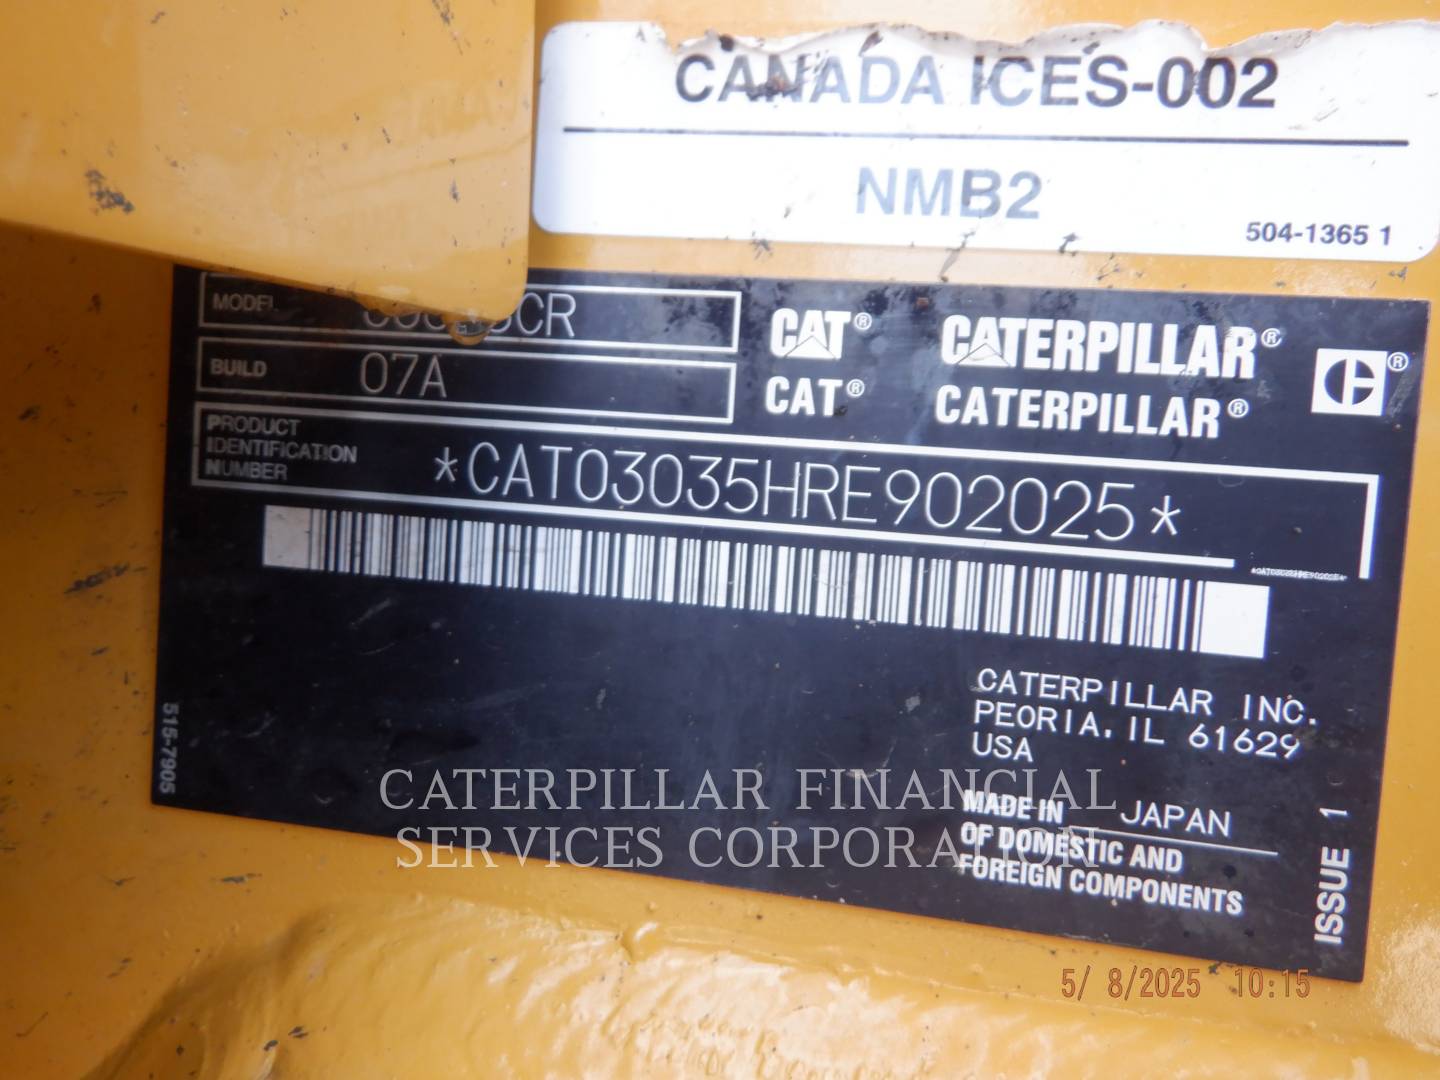 CANADA ICES-002
NMB2
504-1365 1
MODEL
BUILD 07A
CAT® CATERPILLAR® ®
CAT® CATERPILLAR®
PRODUCT
IDENTIFICATION
NUMBER
*CAT03035HRE902025*
515-7905
CATERPILLAR INC.
PEORIA, IL 61629
USA
MADE IN JAPAN
OF DOMESTIC AND
FOREIGN COMPONENTS
ISSUE 1
CATERPILLAR FINANCIAL
SERVICES CORPORATION
5/ 8/2025 10:15